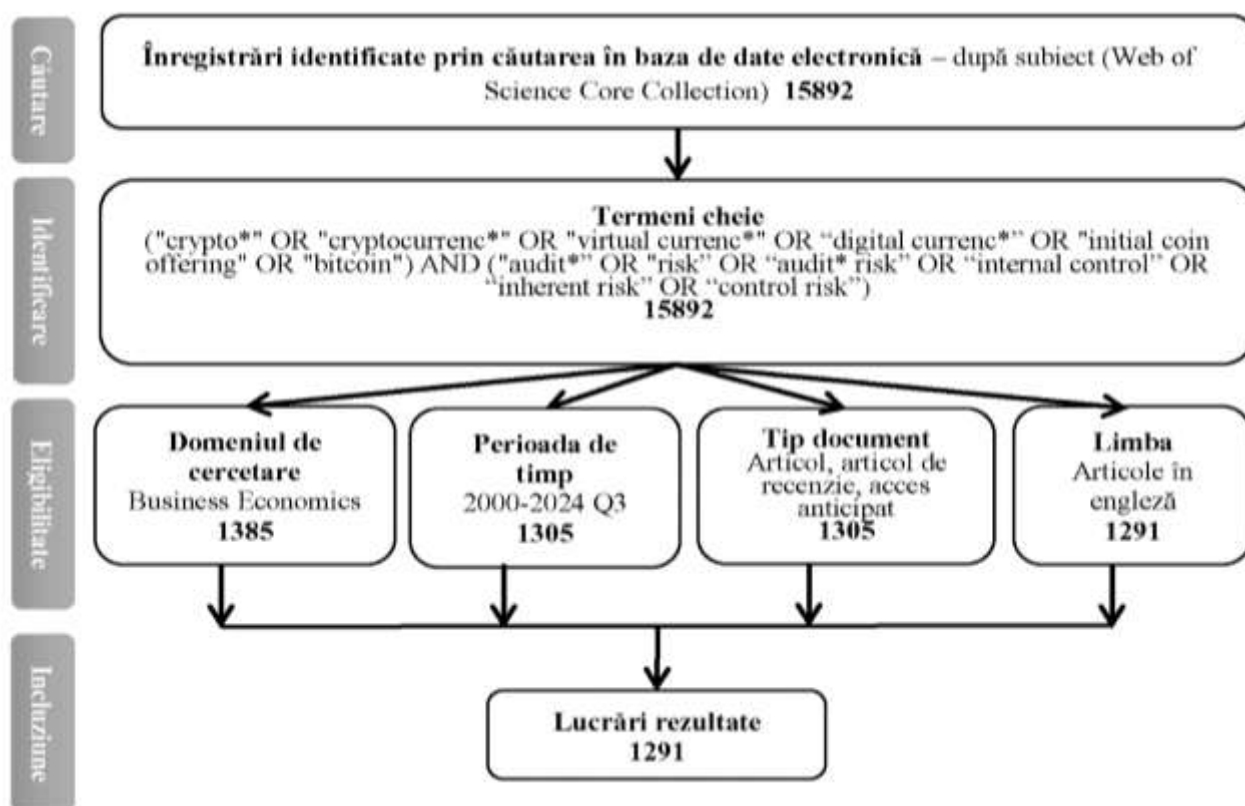 Căutare
Înregistrări identificate prin căutarea în baza de date electronică – după subiect (Web of
Science Core Collection) 15892
Identificare
Termeni cheie
("crypto*" OR "cryptocurrenc*" OR "virtual currenc*" OR “digital currenc*” OR "initial coin
offering" OR "bitcoin") AND ("audit*” OR "risk” OR “audit* risk” OR “internal control” OR
“inherent risk” OR “control risk”)
15892
Eligibilitate
Domeniul de
cercetare
Business Economics
1385
Perioada de
timp
2000-2024 Q3
1305
Tip document
Articol, articol de
recenzie, acces
anticipat
1305
Limba
Articole în
engleză
1291
Incluziune
Lucrări rezultate
1291